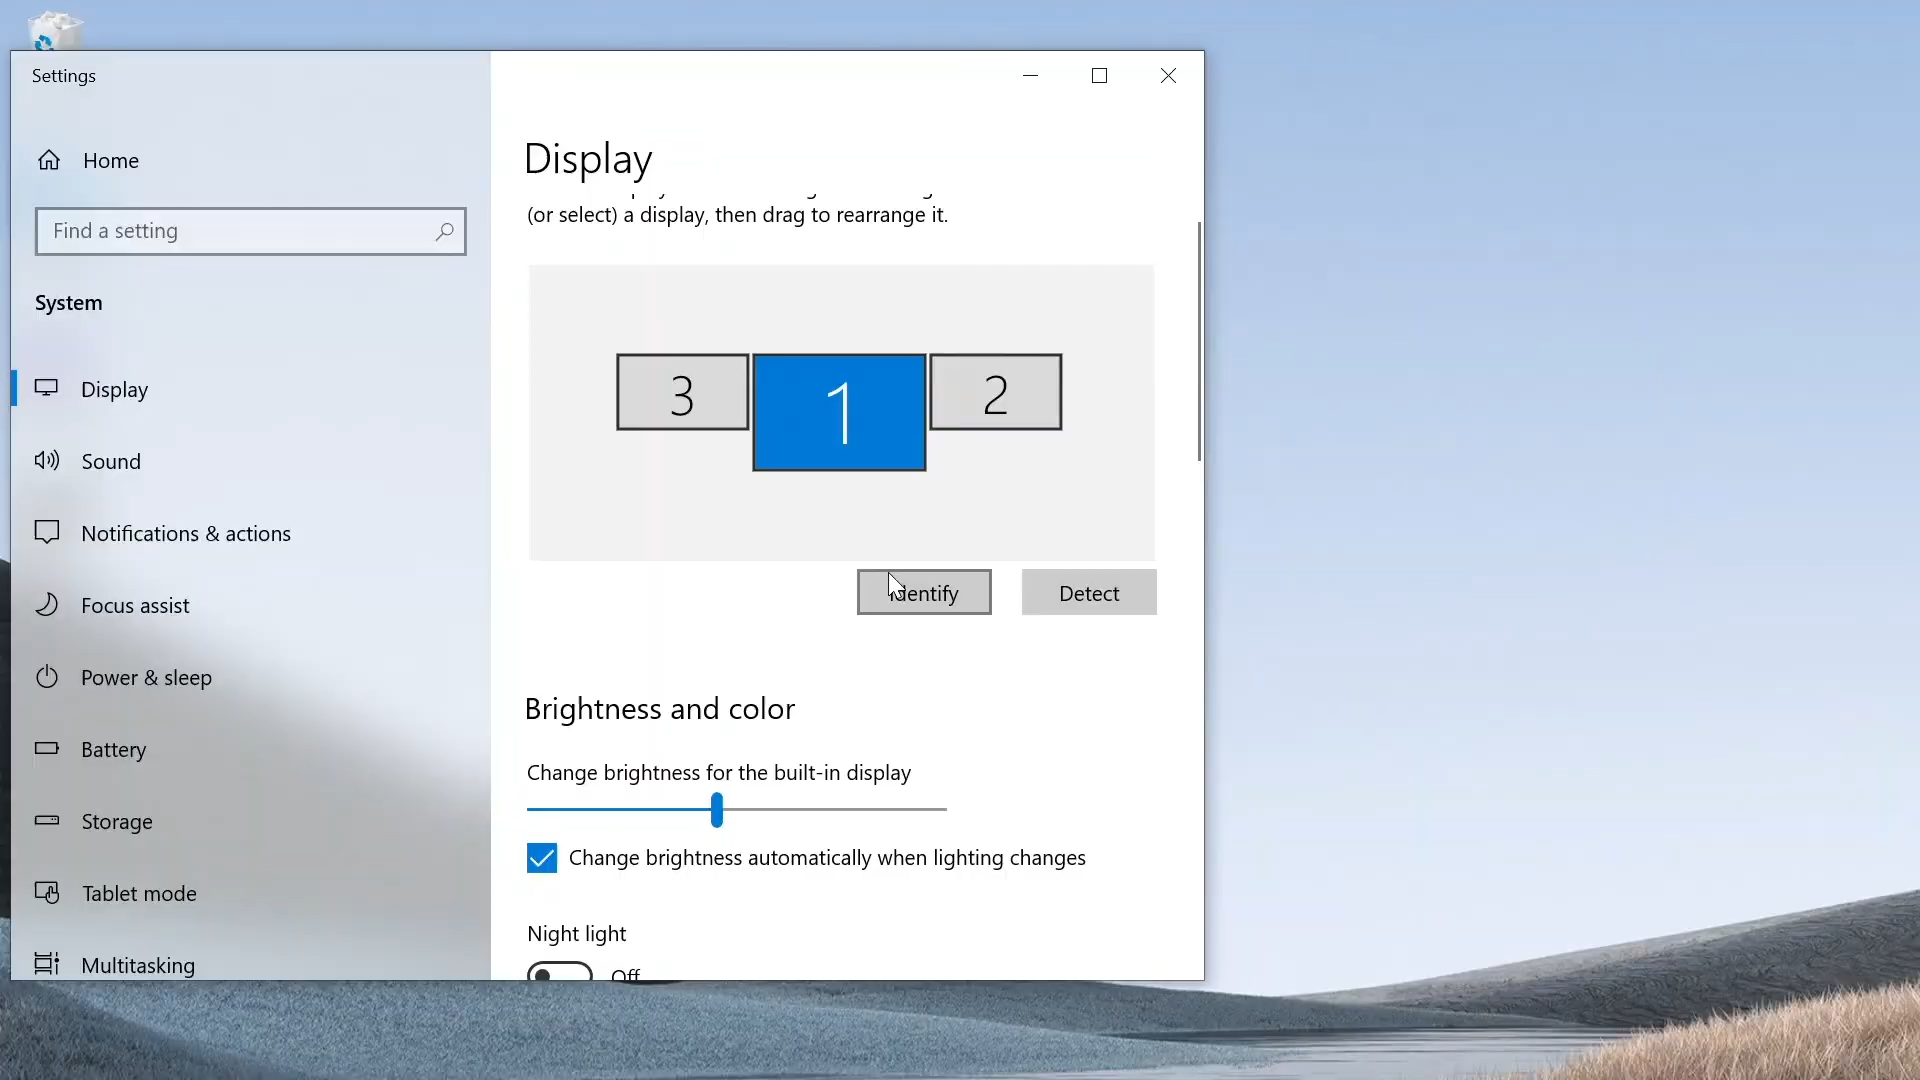 Settings
Home
Find a setting
System
Display
Sound
Notifications & actions
Focus assist
Power & sleep
Battery
Storage
Tablet mode
Multitasking
Display
(or select) a display, then drag to rearrange it.
3 1 2
Identify Detect
Brightness and color
Change brightness for the built-in display
Change brightness automatically when lighting changes
Night light
Off